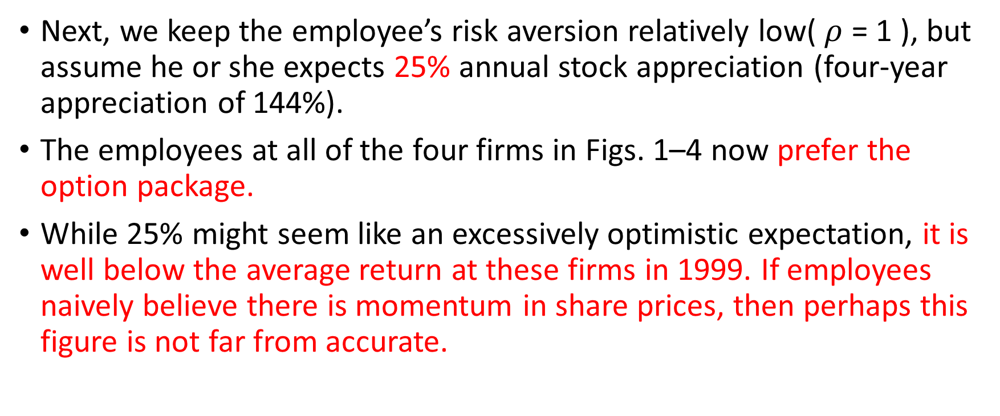 • Next, we keep the employee’s risk aversion relatively low( ρ = 1 ), but
assume he or she expects 25% annual stock appreciation (four-year
appreciation of 144%).
• The employees at all of the four firms in Figs. 1–4 now prefer the
option package.
• While 25% might seem like an excessively optimistic expectation, it is
well below the average return at these firms in 1999. If employees
naively believe there is momentum in share prices, then perhaps this
figure is not far from accurate.